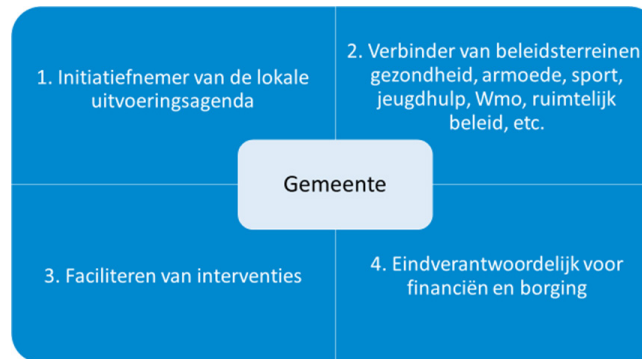 1. Initiatiefnemer van de lokale
uitvoeringsagenda
2. Verbinder van beleidsterreinen
gezondheid, armoede, sport,
jeugdhulp, Wmo, ruimtelijk
beleid, etc.
Gemeente
3. Faciliteren van interventies
4. Eindverantwoordelijk voor
financiën en borging